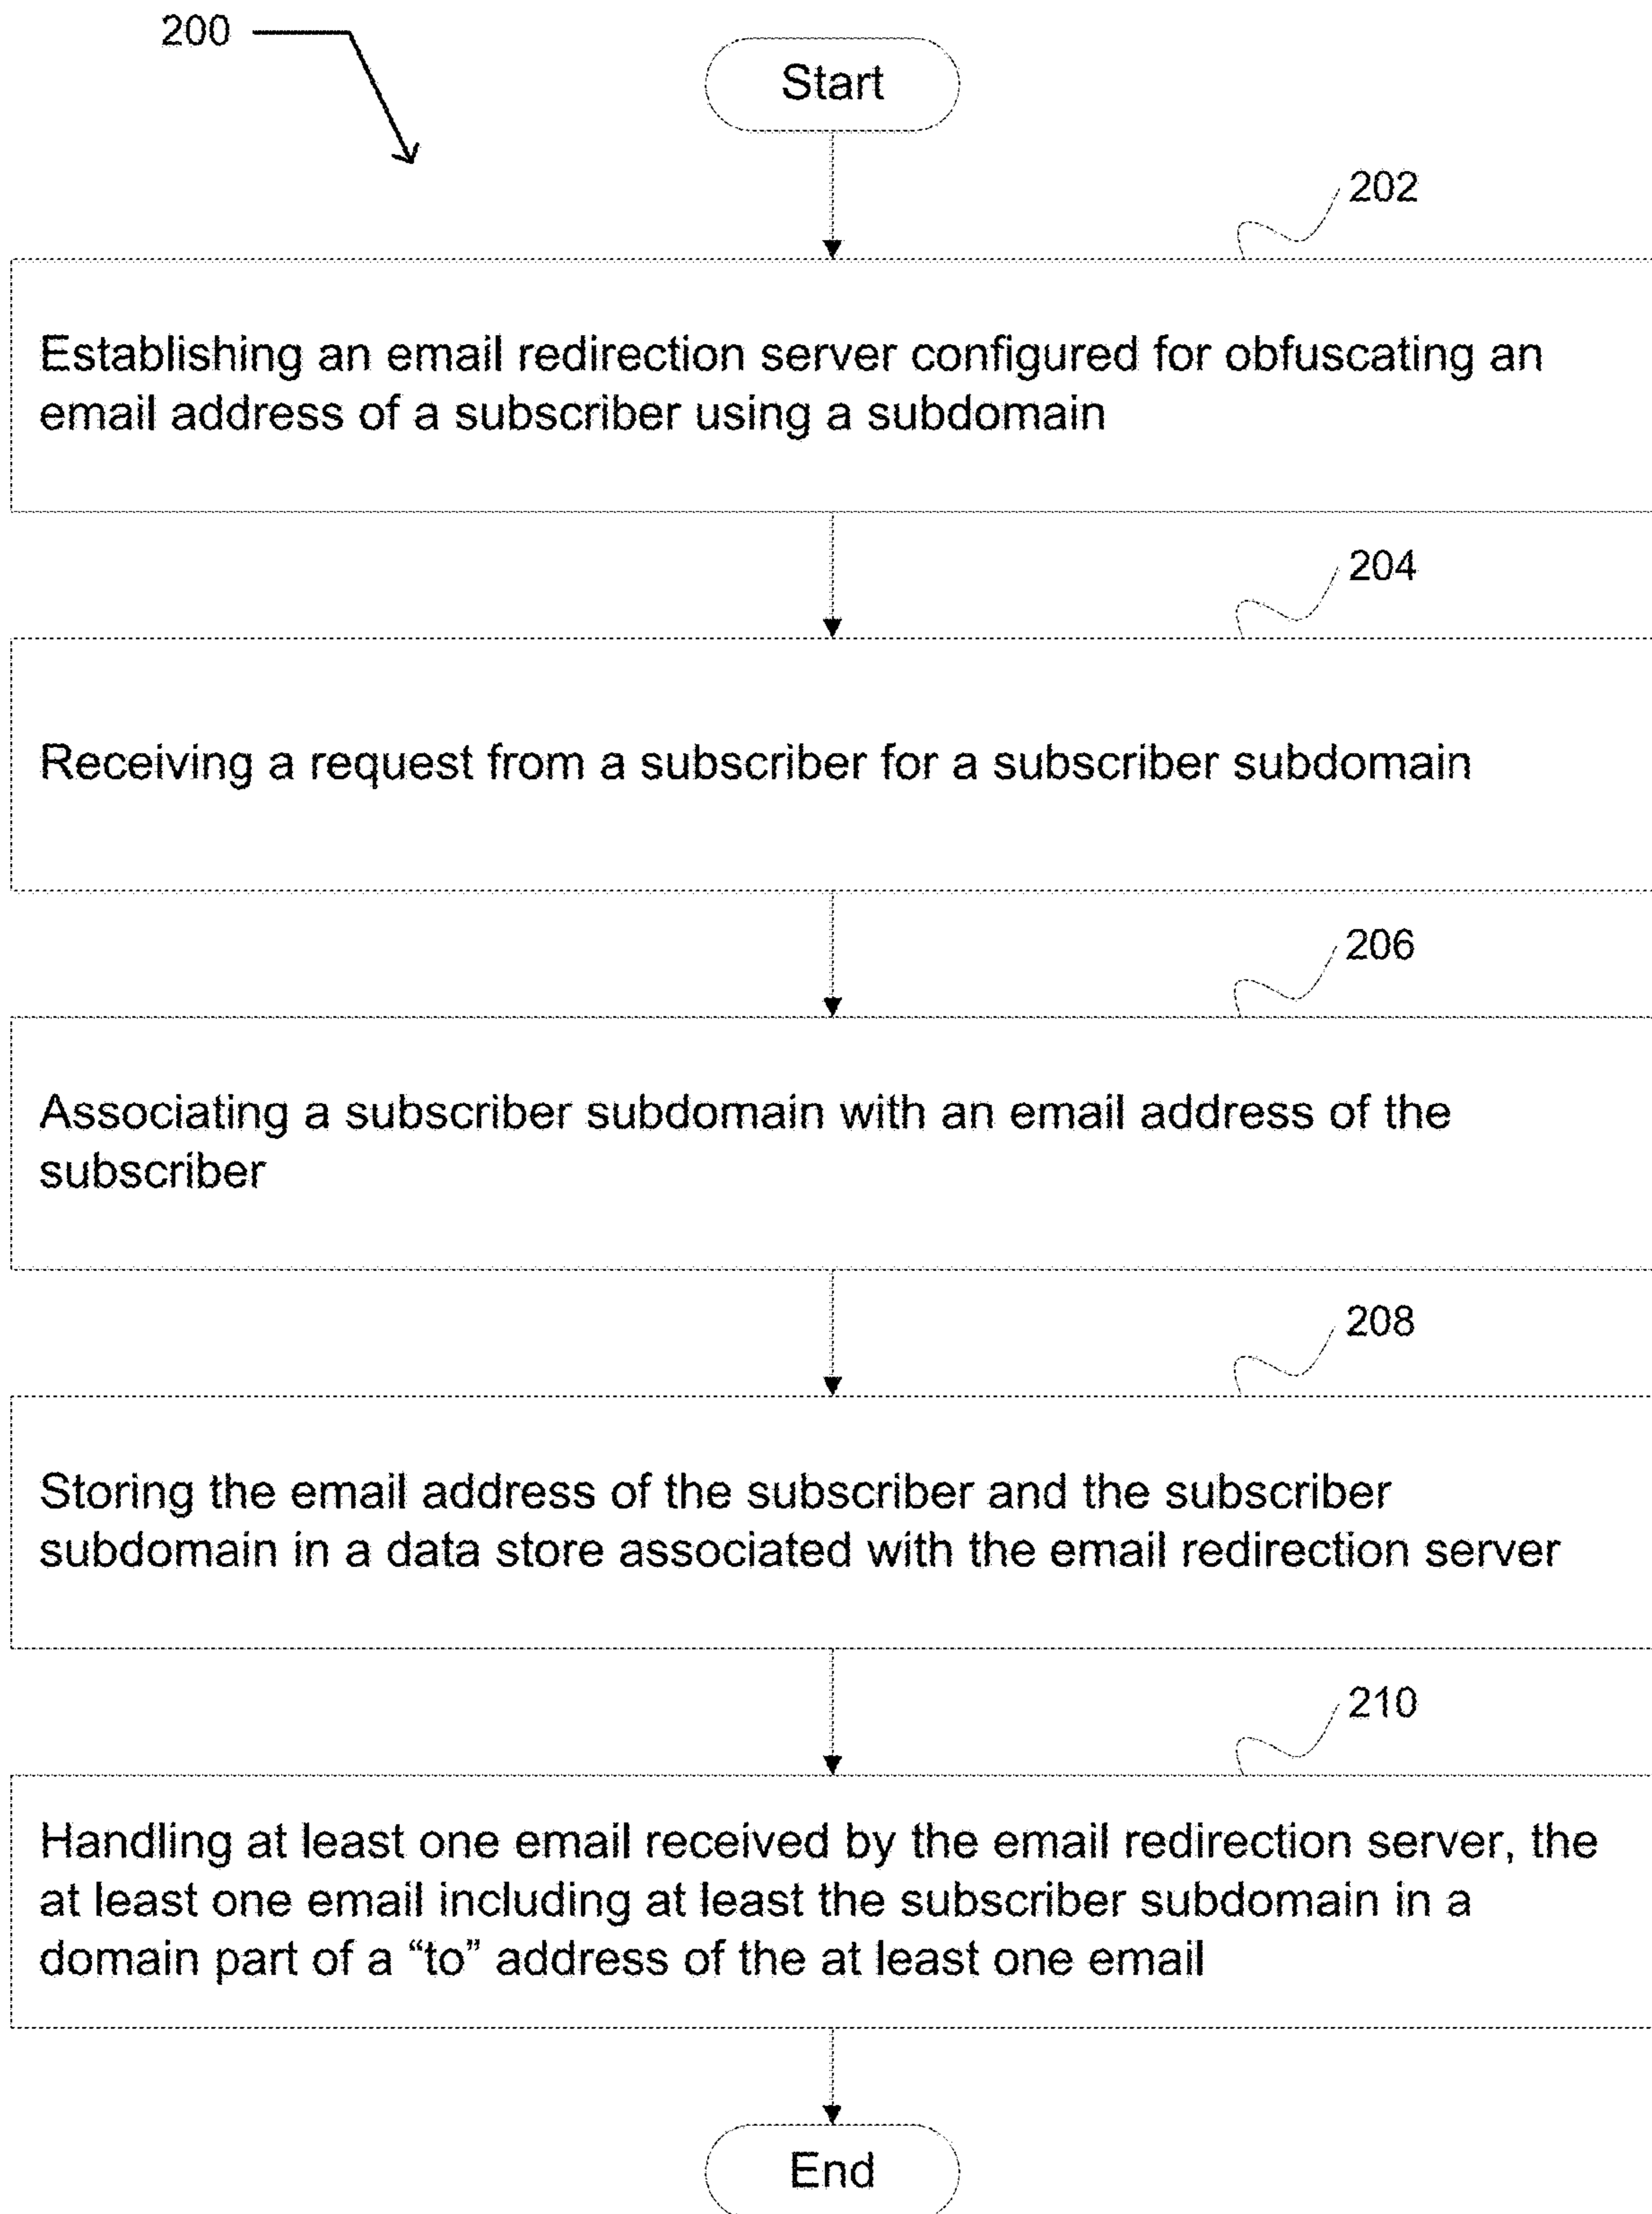 200
Start
202
Establishing an email redirection server configured for obfuscating an
email address of a subscriber using a subdomain
204
Receiving a request from a subscriber for a subscriber subdomain
206
Associating a subscriber subdomain with an email address of the
subscriber
208
Storing the email address of the subscriber and the subscriber
subdomain in a data store associated with the email redirection server
210
Handling at least one email received by the email redirection server, the
at least one email including at least the subscriber subdomain in a
domain part of a “to” address of the at least one email
End